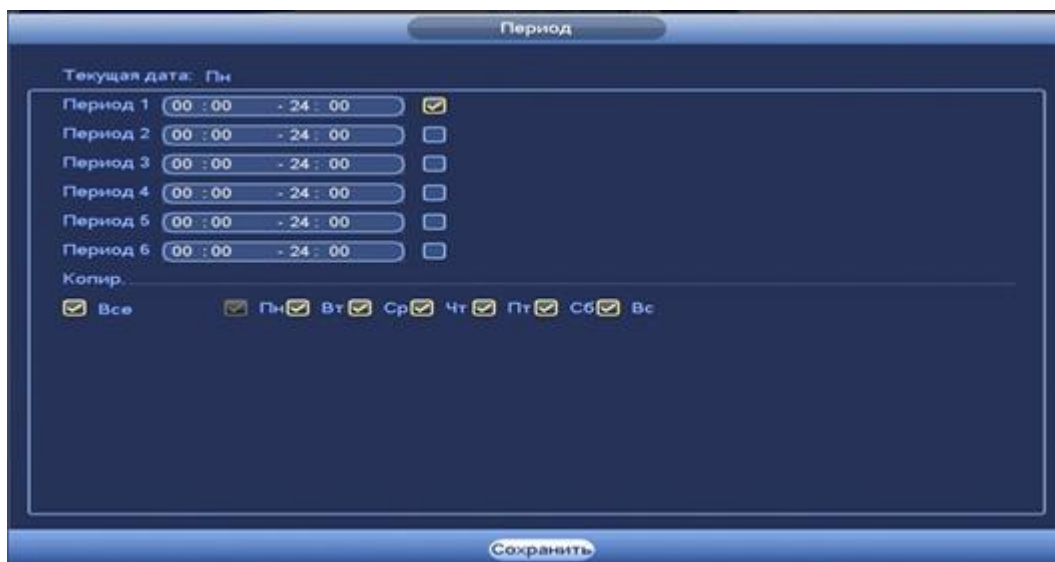 Период
Текущая дата: Пн
Период 1 00 : 00 - 24 : 00
Период 2 00 : 00 - 24 : 00
Период 3 00 : 00 - 24 : 00
Период 4 00 : 00 - 24 : 00
Период 5 00 : 00 - 24 : 00
Период 6 00 : 00 - 24 : 00
Копир.
Все Пн Вт Ср Чт Пт Сб Вс
Сохранить